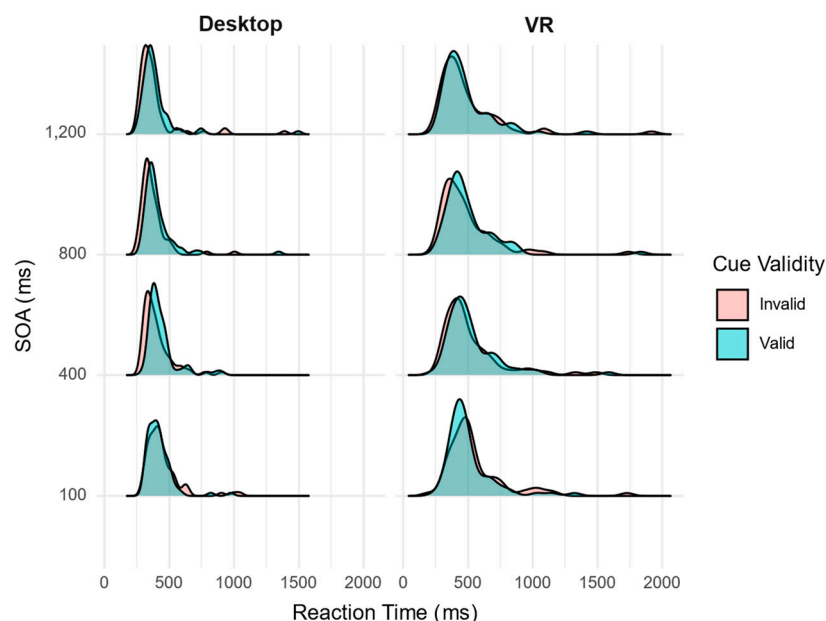 Desktop
VR
1,200
800
400
100
SOA (ms)
Cue Validity
Invalid
Valid
0 500 1000 1500 2000
0 500 1000 1500 2000
Reaction Time (ms)